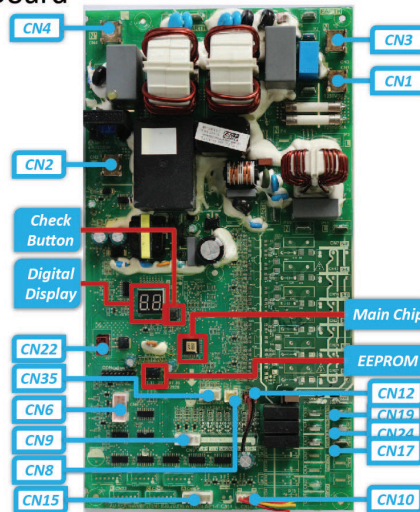 CN4
CN3
CN1
CN2
Check
Button
Digital
Display
Main Chip
CN22
EEPROM
CN35
CN12
CN6
CN19
CN24
CN9
CN17
CN8
CN15
CN10